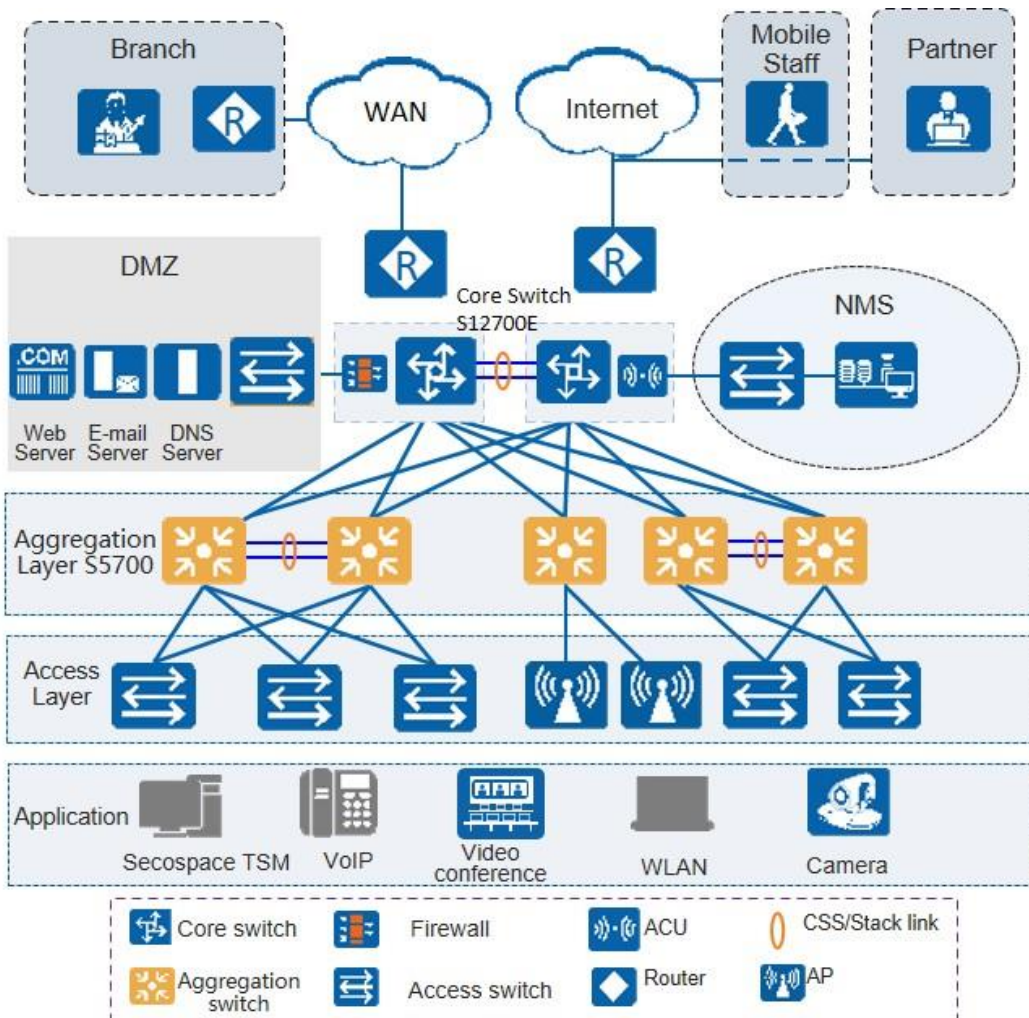 Branch
WAN
Internet
Mobile
Staff
Partner
R
R
R
DMZ
Core Switch
S12700E
NMS
.COM
Web
Server
E-mail
Server
DNS
Server
Aggregation
Layer S5700
Access
Layer
Application
Secospace TSM
VoIP
Video
conference
WLAN
Camera
Core switch
Firewall
ACU
CSS/Stack link
Aggregation
switch
Access switch
Router
AP